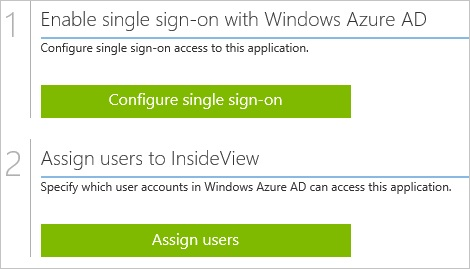 1
Enable single sign-on with Windows Azure AD
Configure single sign-on access to this application.
Configure single sign-on
2
Assign users to InsideView
Specify which user accounts in Windows Azure AD can access this application.
Assign users